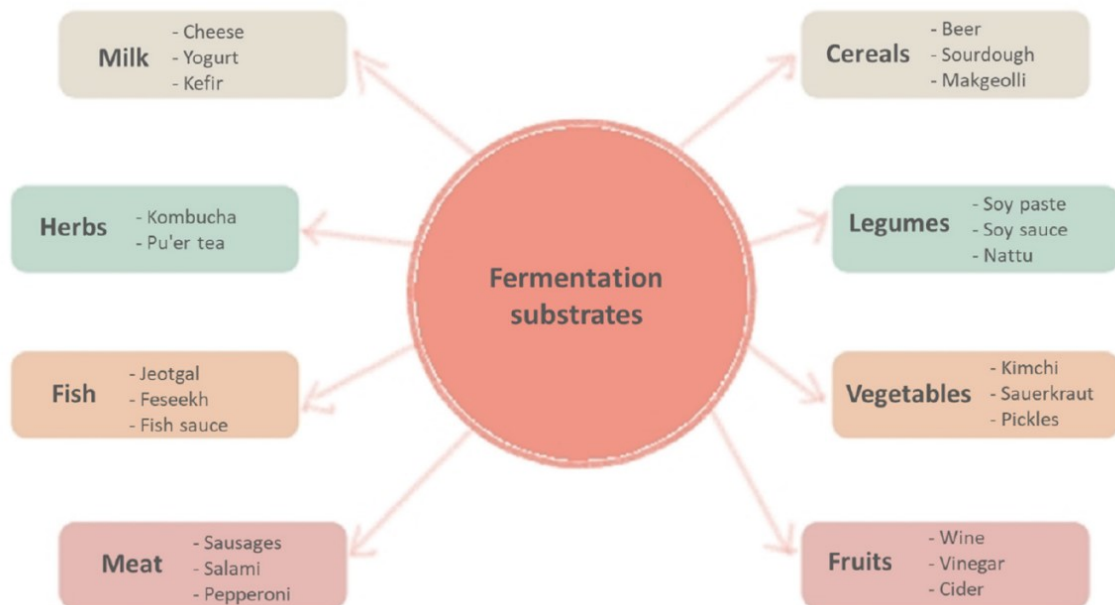 Milk
- Cheese
- Yogurt
- Kefir
Cereals
- Beer
- Sourdough
- Makgeolli
Herbs
- Kombucha
- Pu'er tea
Legumes
- Soy paste
- Soy sauce
- Nattu
Fermentation
substrates
Fish
- Jeotgal
- Feseekh
- Fish sauce
Vegetables
- Kimchi
- Sauerkraut
- Pickles
Meat
- Sausages
- Salami
- Pepperoni
Fruits
- Wine
- Vinegar
- Cider